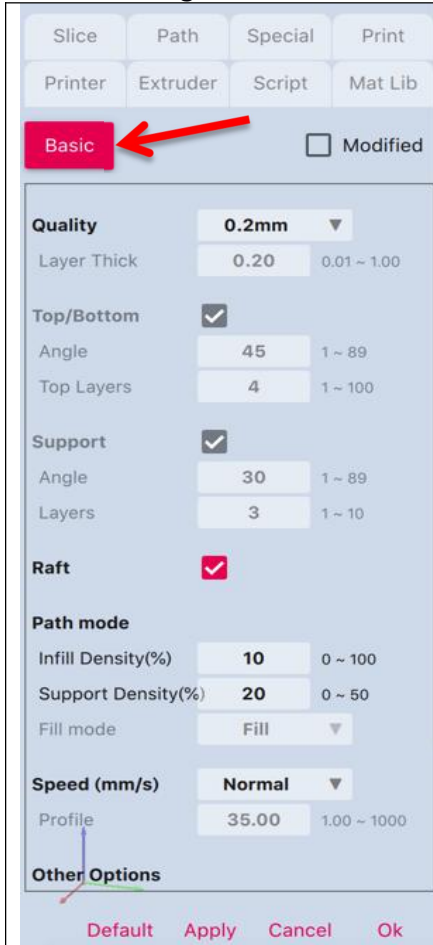 Slice Path Special Print
Printer Extruder Script Mat Lib
Basic Modified
Quality 0.2mm
Layer Thick 0.20 0.01 ~ 1.00
Top/Bottom
Angle 45 1 ~ 89
Top Layers 4 1 ~ 100
Support
Angle 30 1 ~ 89
Layers 3 1 ~ 10
Raft
Path mode
Infill Density(%) 10 0 ~ 100
Support Density(%) 20 0 ~ 50
Fill mode Fill
Speed (mm/s) Normal
Profile 35.00 1.00 ~ 1000
Other Options
Default Apply Cancel Ok